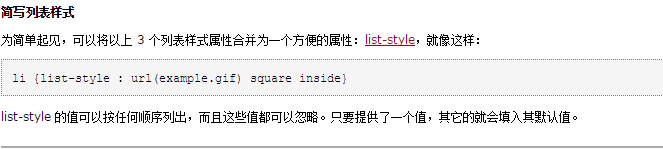 简写列表样式
为简单起见，可以将以上 3 个列表样式属性合并为一个方便的属性：list-style，就像这样：
li {list-style : url(example.gif) square inside}
list-style 的值可以按任何顺序列出，而且这些值都可以忽略。只要提供了一个值，其它的就会填入其默认值。